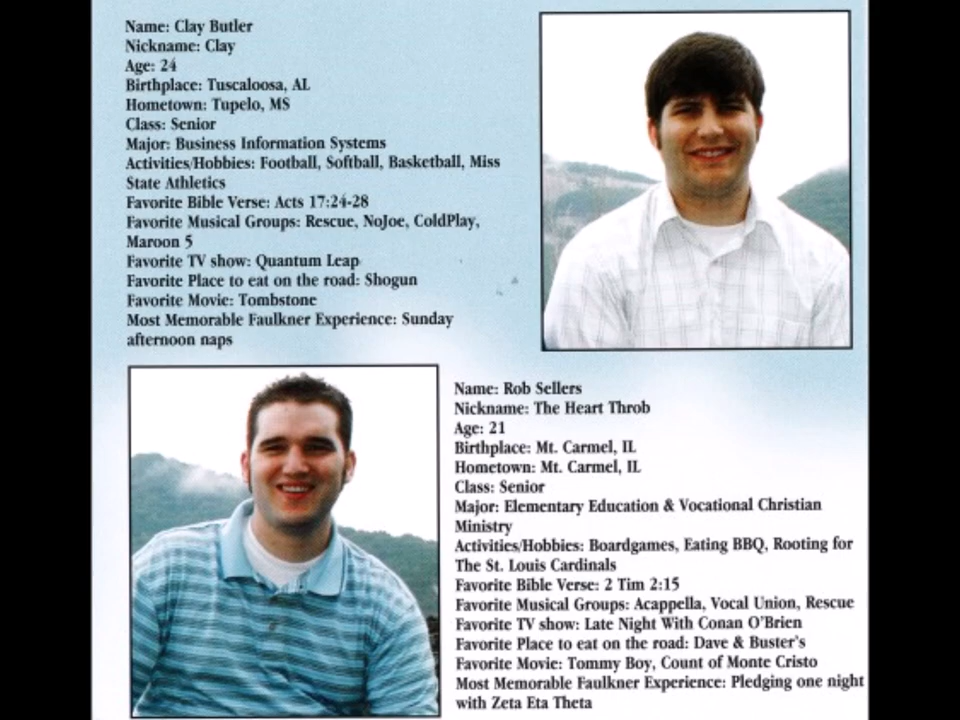 Name: Clay Butler
Nickname: Clay
Age: 24
Birthplace: Tuscaloosa, AL
Hometown: Tupelo, MS
Class: Senior
Major: Business Information Systems
Activities/Hobbies: Football, Softball, Basketball, Miss
State Athletics
Favorite Bible Verse: Acts 17:24-28
Favorite Musical Groups: Rescue, NoJoe, ColdPlay,
Maroon 5
Favorite TV show: Quantum Leap
Favorite Place to eat on the road: Shogun
Favorite Movie: Tombstone
Most Memorable Faulkner Experience: Sunday
afternoon naps
Name: Rob Sellers
Nickname: The Heart Throb
Age: 21
Birthplace: Mt. Carmel, IL
Hometown: Mt. Carmel, IL
Class: Senior
Major: Elementary Education & Vocational Christian
Ministry
Activities/Hobbies: Boardgames, Eating BBQ, Rooting for
The St. Louis Cardinals
Favorite Bible Verse: 2 Tim 2:15
Favorite Musical Groups: Acappella, Vocal Union, Rescue
Favorite TV show: Late Night With Conan O'Brien
Favorite Place to eat on the road: Dave & Buster's
Favorite Movie: Tommy Boy, Count of Monte Cristo
Most Memorable Faulkner Experience: Pledging one night
with Zeta Eta Theta